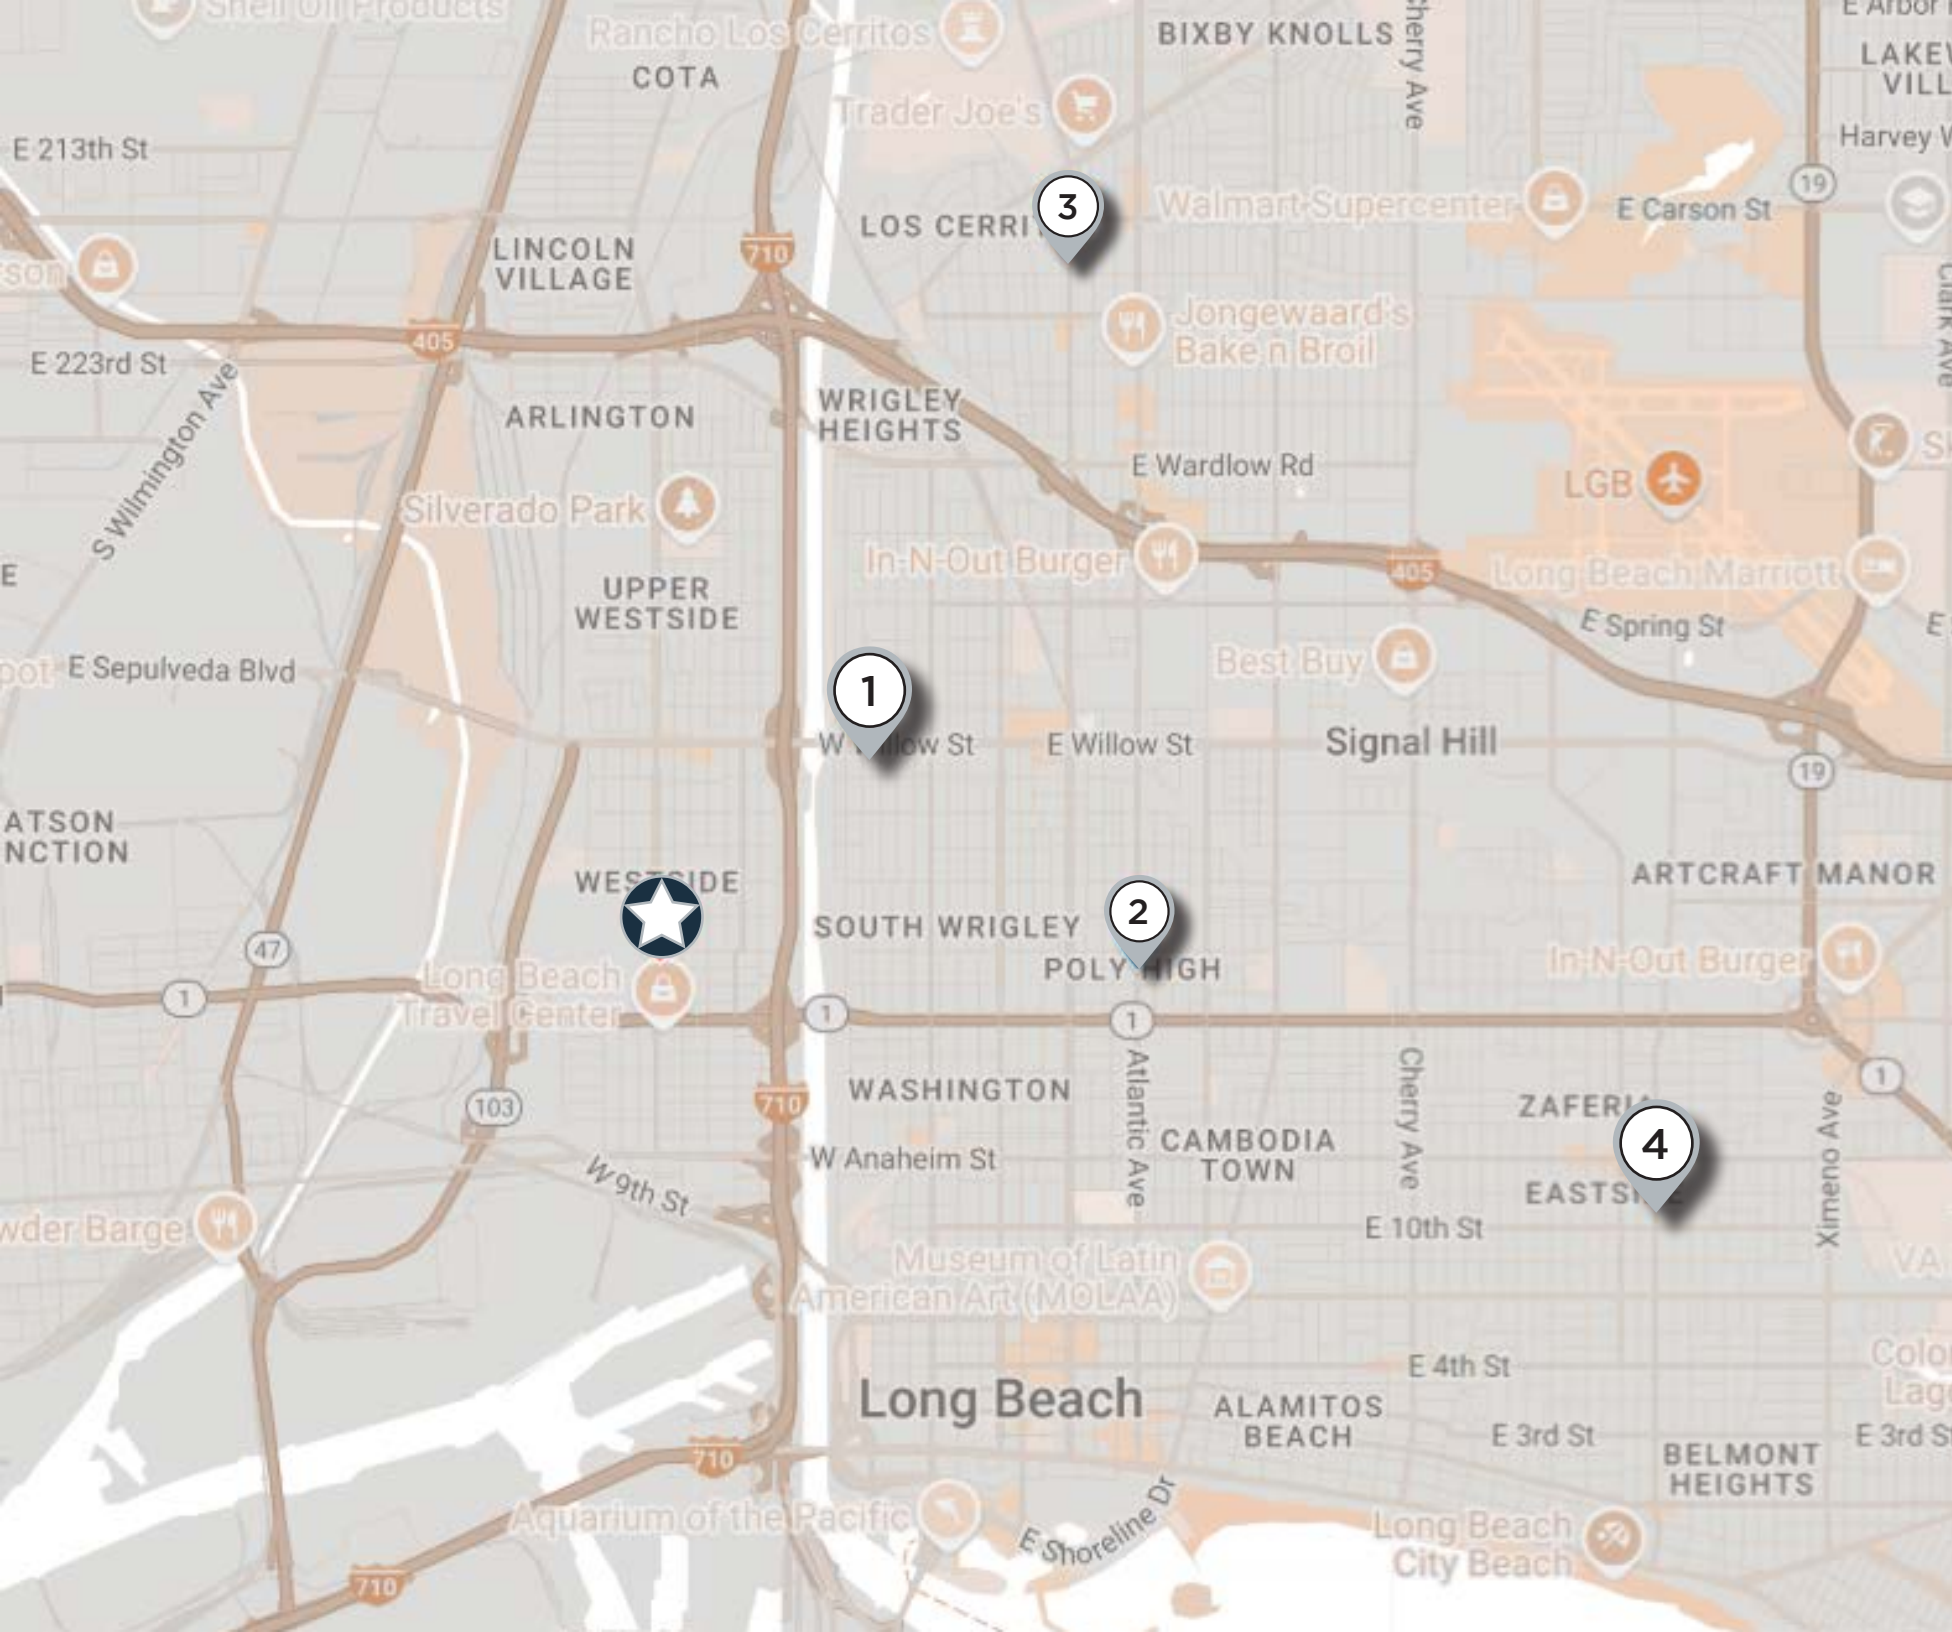 Shell Oil Products
Rancho Los Cerritos
BIXBY KNOLLS
Cherry Ave
E Arbor
COTA
LAKEW
VILL
Trader Joe's
E 213th St
Harvey W
3
19
Walmart Supercenter
E Carson St
LOS CERRI
LINCOLN
VILLAGE
710
son
Jongewaard's
Bake n Broil
Clark Ave
405
E 223rd St
S Wilmington Ave
ARLINGTON
WRIGLEY
HEIGHTS
E Wardlow Rd
LGB
Silverado Park
In-N-Out Burger
405
Long Beach Marriott
E
UPPER
WESTSIDE
E Spring St
E
pot
E Sepulveda Blvd
Best Buy
1
W Willow St
E Willow St
Signal Hill
19
ATSON
NCTION
WESTSIDE
ARTCRAFT MANOR
2
SOUTH WRIGLEY
POLY HIGH
47
In-N-Out Burger
Long Beach
Travel Center
1
1
1
1
WASHINGTON
Atlantic Ave
Cherry Ave
Ximeno Ave
710
103
ZAFERIA
4
CAMBODIA
TOWN
W Anaheim St
W 9th St
EASTSIDE
wder Barge
E 10th St
Museum of Latin
American Art (MOLAA)
VA
E 4th St
Colo
Lag
Long Beach
ALAMITOS
BEACH
E 3rd St
E 3rd St
710
BELMONT
HEIGHTS
Aquarium of the Pacific
E Shoreline Dr
Long Beach
City Beach
710